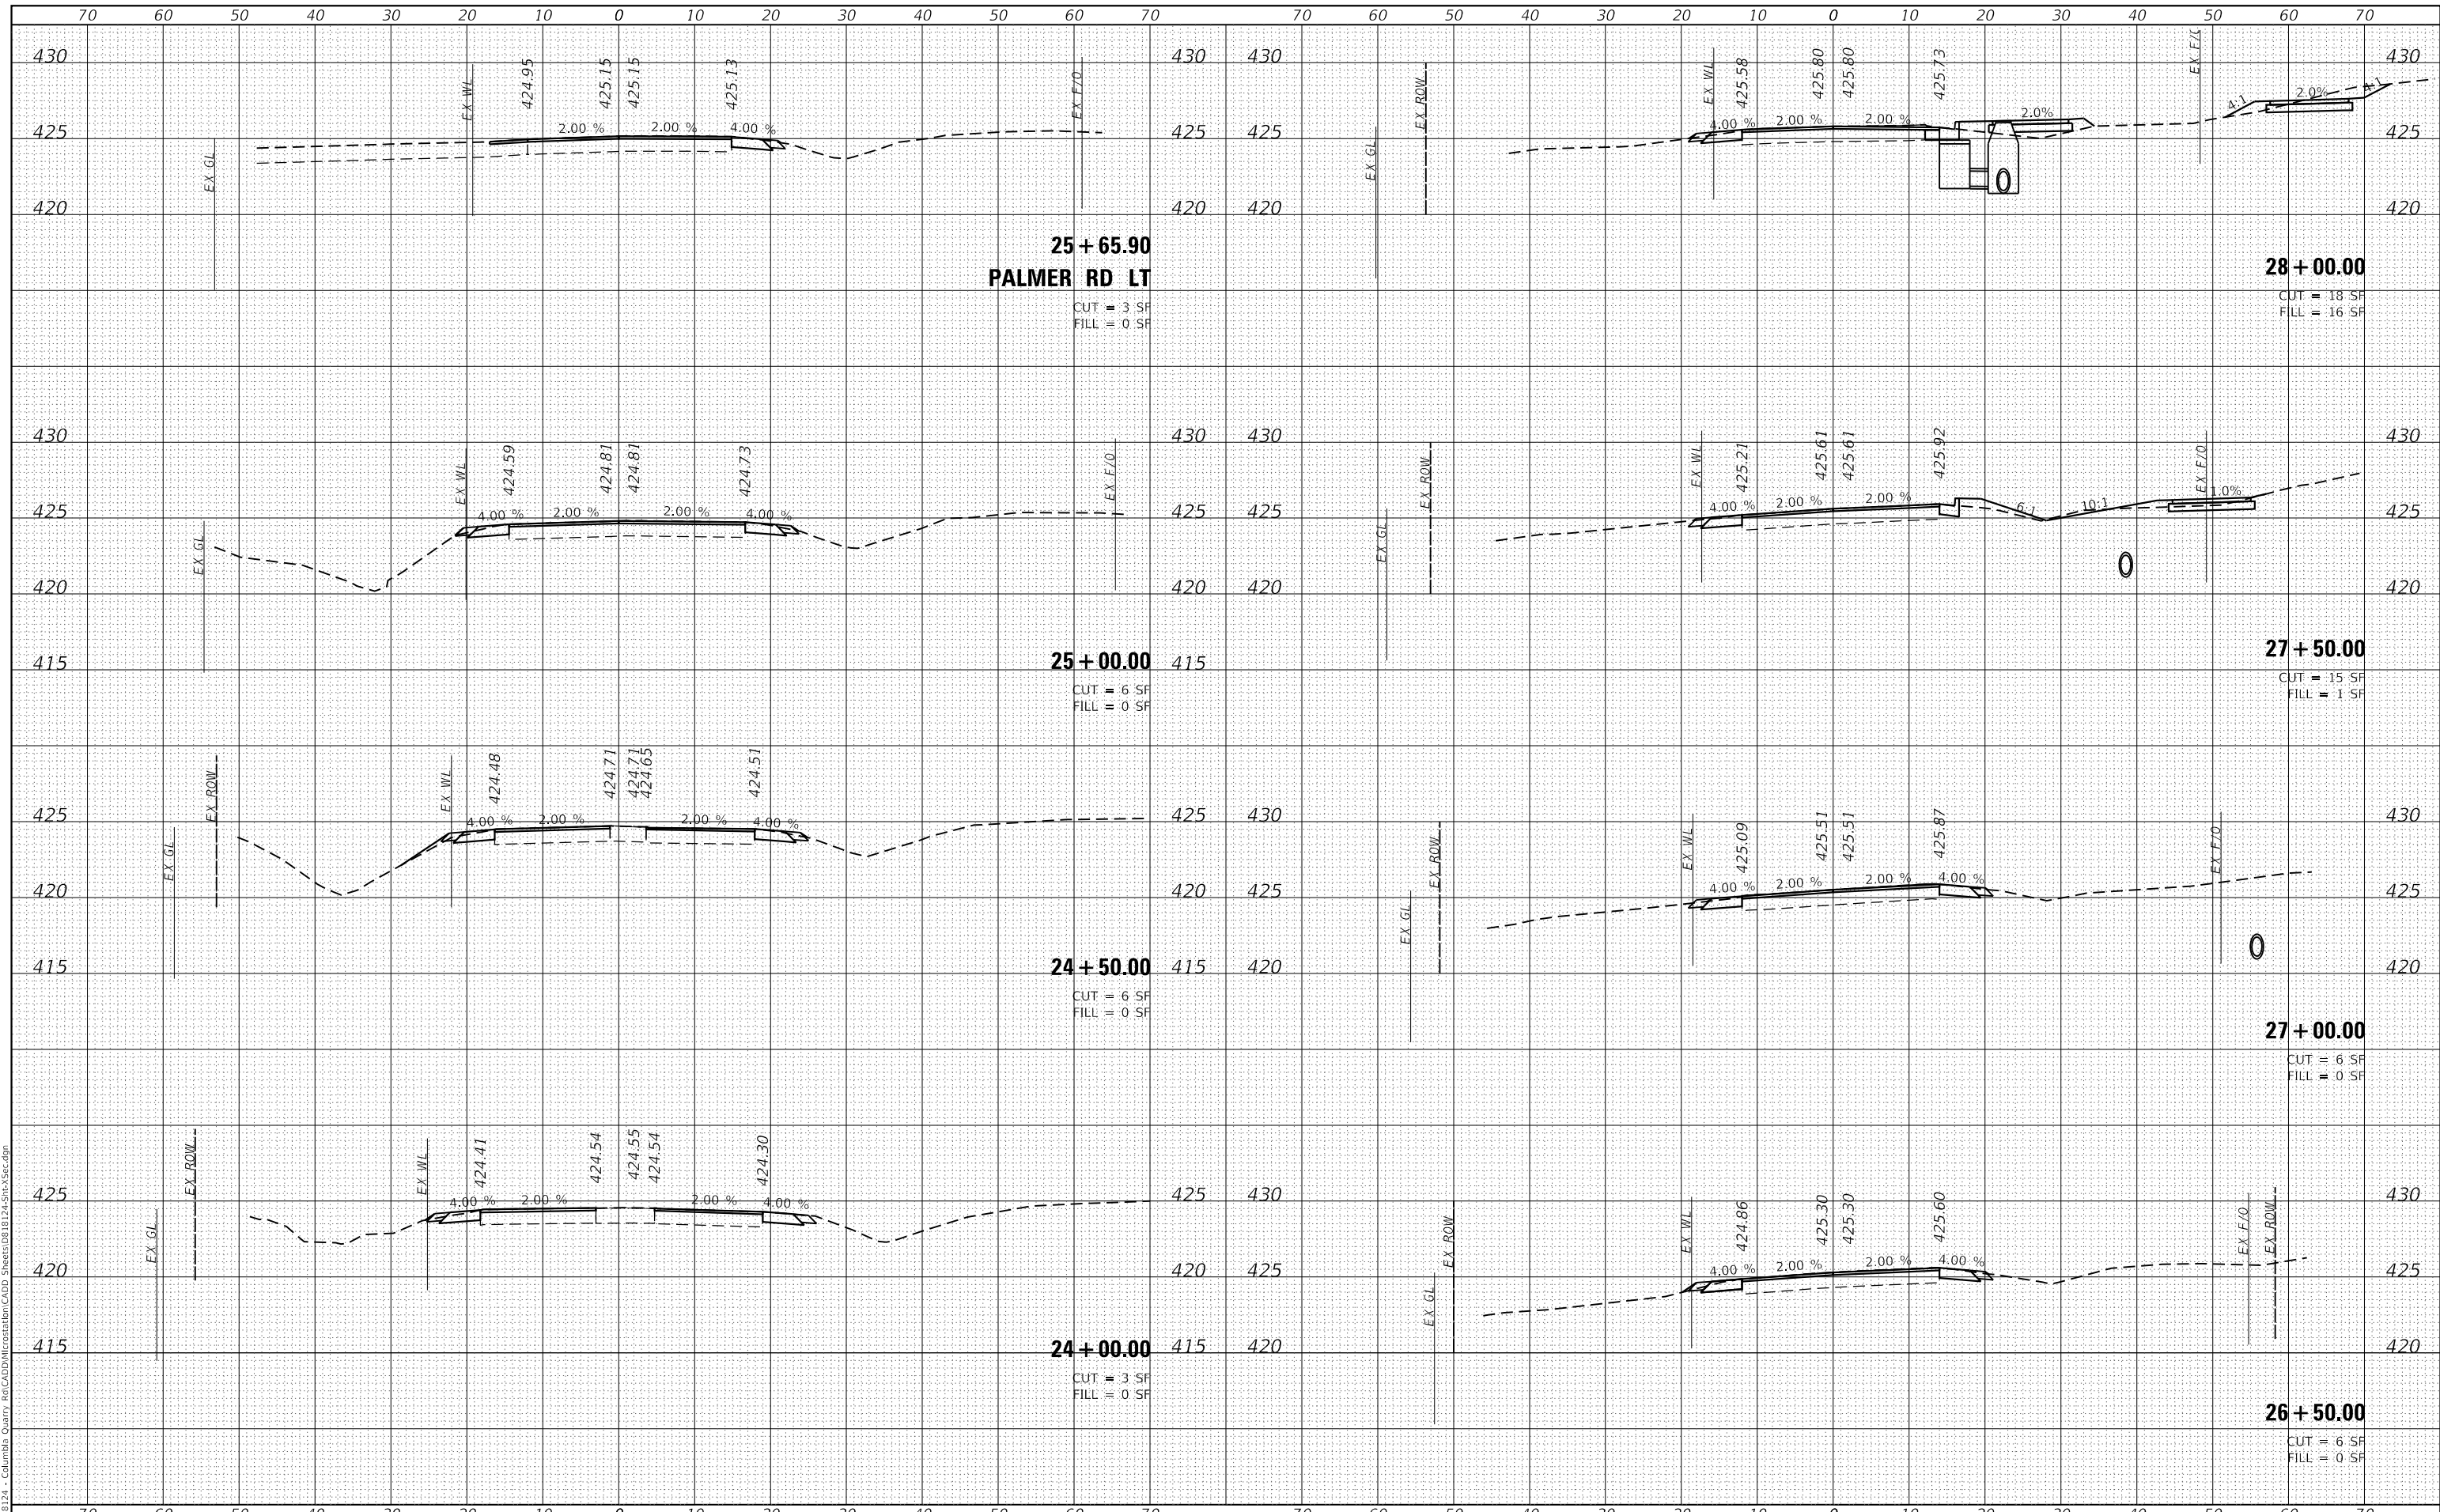 70 60 50 40 30 20 10 0 10 20 30 40 50 60 70 70 60 50 40 30 20 10 0 10 20 30 40 50 60 70
430 430 430 430
EX GL EX WL 424.95 425.15 425.15 425.13 EX F/O
2.00 % 2.00 % 4.00 %
425 425 425 425
420 420 420 420
25+65.90
PALMER RD LT
CUT = 3 SF
FILL = 0 SF
EX GL EX ROW EX WL 425.58 425.80 425.80 425.73
4.00 % 2.00 % 2.00 % 2.0% 4:1 2.0% 4:1
28+00.00
CUT = 18 SF
FILL = 16 SF
430 430 430 430
EX GL EX WL 424.59 424.81 424.81 424.73 EX F/O
4.00 % 2.00 % 2.00 % 4.00 %
425 425 425 425
420 420 420 420
415 415
25+00.00
CUT = 6 SF
FILL = 0 SF
EX GL EX ROW EX WL 425.21 425.61 425.61 425.92 EX F/O
4.00 % 2.00 % 2.00 % 6:1 10:1 1.0%
27+50.00
CUT = 15 SF
FILL = 1 SF
EX GL EX ROW EX WL 424.48 424.71 424.71 424.65 424.51
4.00 % 2.00 % 2.00 % 4.00 %
425 425 430 430
420 420 425 425
415 415 420 420
24+50.00
CUT = 6 SF
FILL = 0 SF
EX GL EX ROW EX WL 425.09 425.51 425.51 425.87 EX F/O
4.00 % 2.00 % 2.00 % 4.00 %
27+00.00
CUT = 6 SF
FILL = 0 SF
EX GL EX ROW EX WL 424.41 424.54 424.55 424.54 424.30
4.00 % 2.00 % 2.00 % 4.00 %
425 425 430 430
420 420 425 425
415 415 420 420
24+00.00
CUT = 3 SF
FILL = 0 SF
EX GL EX ROW EX WL 424.86 425.30 425.30 425.60 EX F/O EX ROW
4.00 % 2.00 % 2.00 % 4.00 %
26+50.00
CUT = 6 SF
FILL = 0 SF
8124 - Columbia Quarry Rd\CADD\Microstation\CADD Sheets\D818124-Sht-XSec.dgn